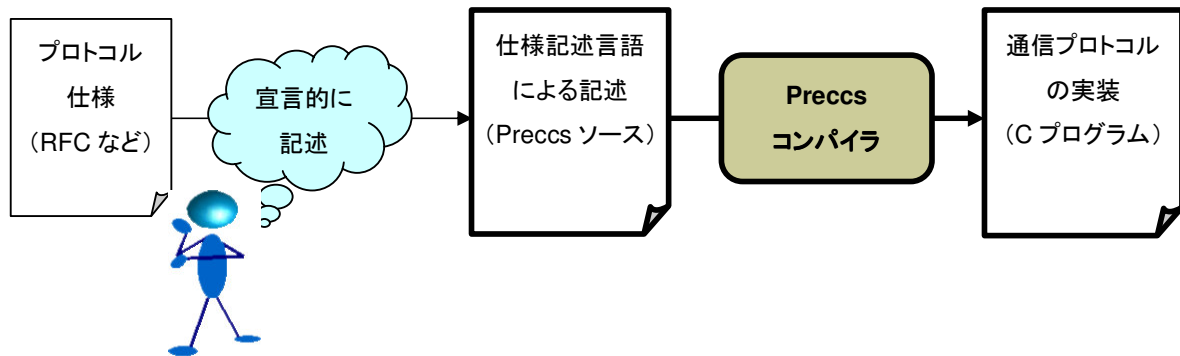 プロトコル
仕様
（RFC など）
宣言的に
記述
仕様記述言語
による記述
（Preccs ソース）
Preccs
コンパイラ
通信プロトコル
の実装
（C プログラム）